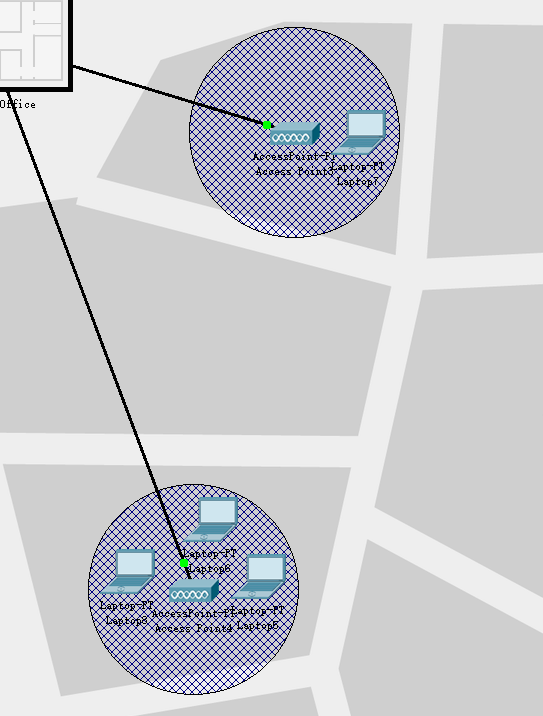 Office
AccessPoint-PT
Access Point3
Laptop-PT
Laptop7
Laptop-PT
Laptop6
Laptop-PT
AccessPoint-PT
Access Point4
Laptop-PT
Laptop5